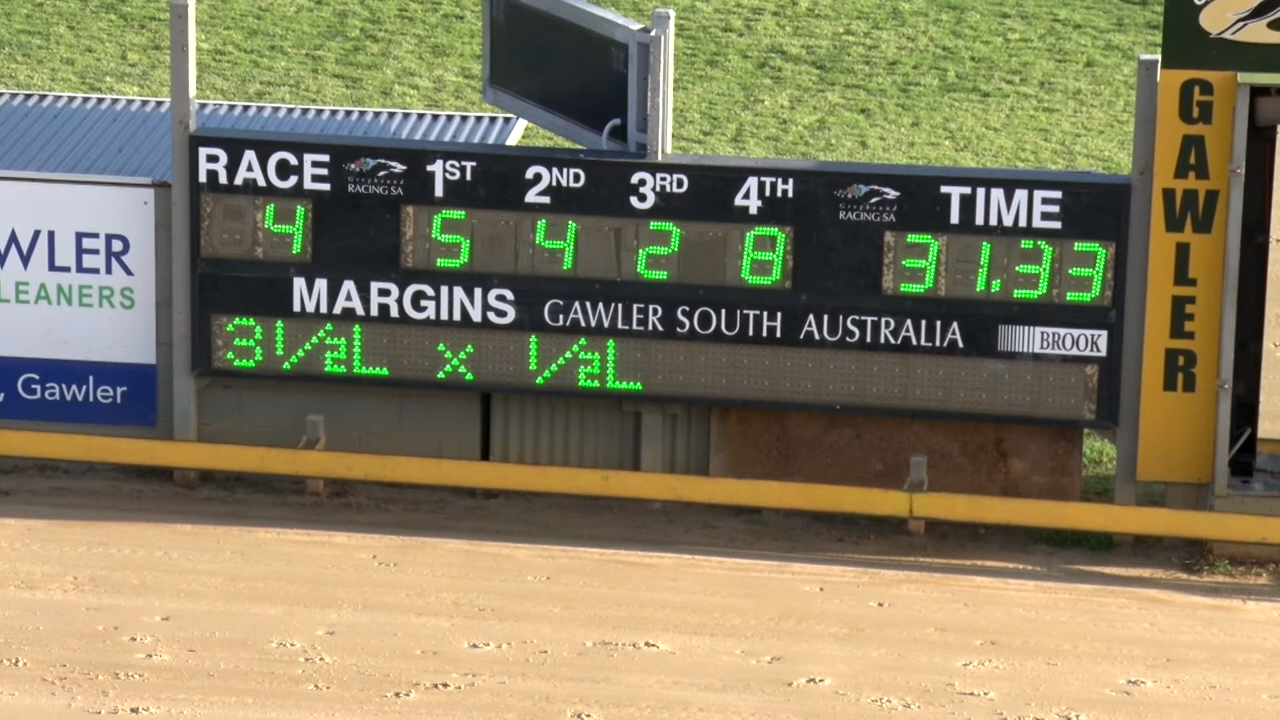 RACE 1ST 2ND 3RD 4TH TIME
Greyhound RACING SA
Greyhound RACING SA
4 5 4 2 8 31.33
MARGINS GAWLER SOUTH AUSTRALIA BROOK
3 1/2L X 1/2L
WLER
LEANERS
, Gawler
GAWLER